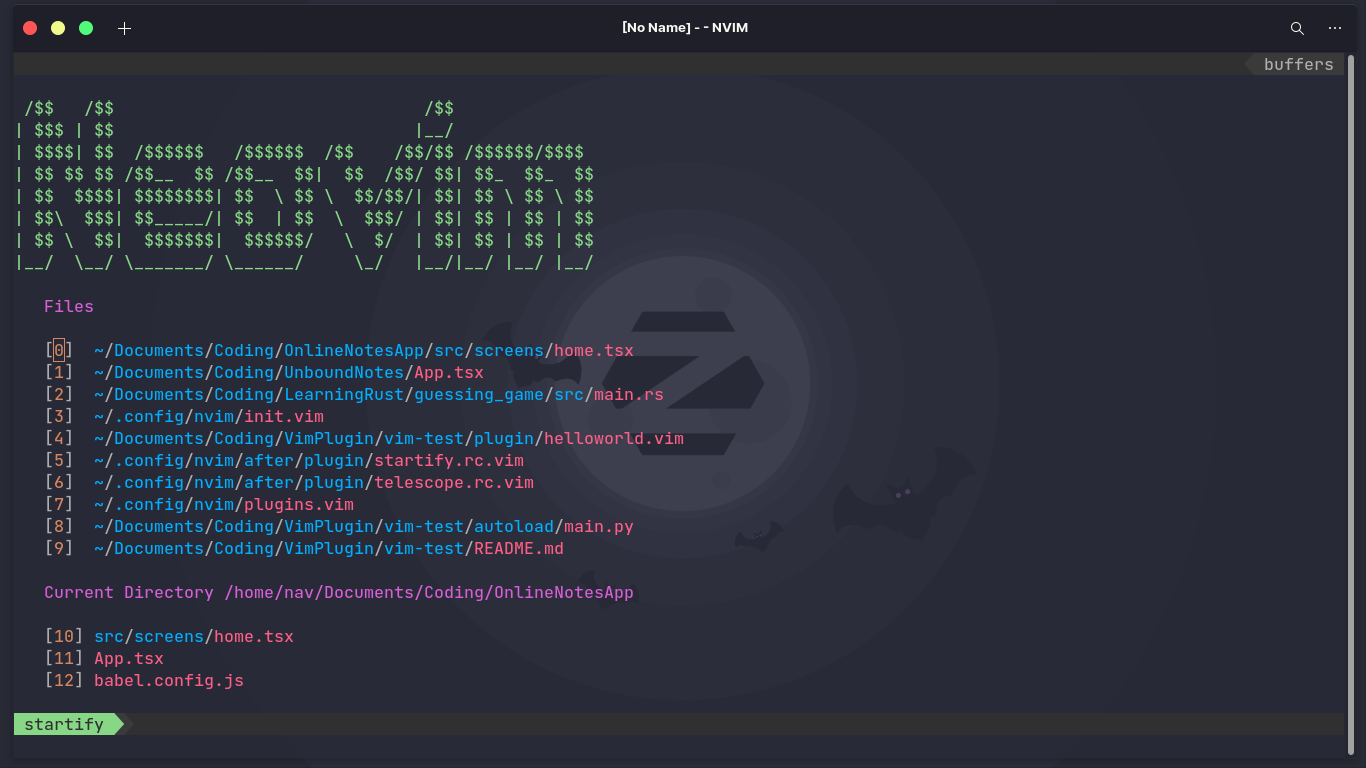 [No Name] - - NVIM
buffers
 /$$   /$$                               /$$
| $$$ | $$                              |__/
| $$$$| $$  /$$$$$$   /$$$$$$  /$$    /$$/$$ /$$$$$$/$$$$
| $$ $$ $$ /$$__  $$ /$$__  $$|  $$  /$$/ $$| $$_  $$_  $$
| $$  $$$$| $$$$$$$$| $$  \ $$ \  $$/$$/| $$| $$ \ $$ \ $$
| $$\  $$$| $$_____/| $$  | $$  \  $$$/ | $$| $$ | $$ | $$
| $$ \  $$|  $$$$$$$|  $$$$$$/   \  $/  | $$| $$ | $$ | $$
|__/  \__/ \_______/ \______/     \_/   |__/|__/ |__/ |__/
Files
[0]  ~/Documents/Coding/OnlineNotesApp/src/screens/home.tsx
[1]  ~/Documents/Coding/UnboundNotes/App.tsx
[2]  ~/Documents/Coding/LearningRust/guessing_game/src/main.rs
[3]  ~/.config/nvim/init.vim
[4]  ~/Documents/Coding/VimPlugin/vim-test/plugin/helloworld.vim
[5]  ~/.config/nvim/after/plugin/startify.rc.vim
[6]  ~/.config/nvim/after/plugin/telescope.rc.vim
[7]  ~/.config/nvim/plugins.vim
[8]  ~/Documents/Coding/VimPlugin/vim-test/autoload/main.py
[9]  ~/Documents/Coding/VimPlugin/vim-test/README.md
Current Directory /home/nav/Documents/Coding/OnlineNotesApp
[10] src/screens/home.tsx
[11] App.tsx
[12] babel.config.js
startify